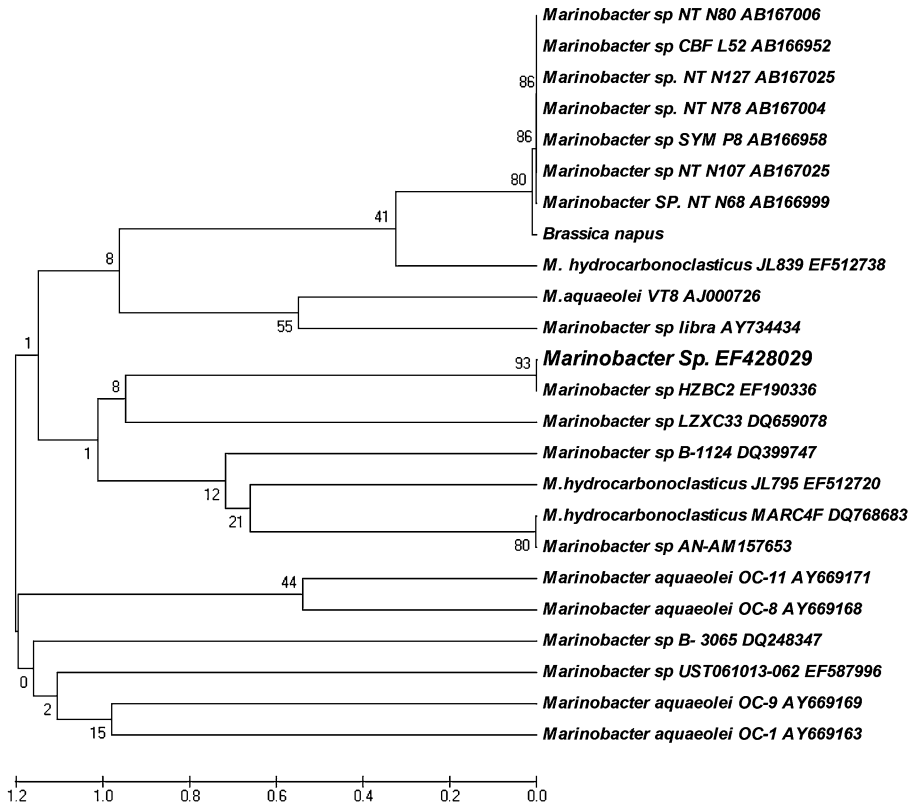 Marinobacter sp NT N80 AB167006
Marinobacter sp CBF L52 AB166952
86
Marinobacter sp. NT N127 AB167025
Marinobacter sp. NT N78 AB167004
86
Marinobacter sp SYM P8 AB166958
80
Marinobacter sp NT N107 AB167025
Marinobacter SP. NT N68 AB166999
41
Brassica napus
8
M. hydrocarbonoclasticus JL839 EF512738
M.aquaeolei VT8 AJ000726
55
Marinobacter sp libra AY734434
1
93
Marinobacter Sp. EF428029
8
Marinobacter sp HZBC2 EF190336
Marinobacter sp LZXC33 DQ659078
1
Marinobacter sp B-1124 DQ399747
12
M.hydrocarbonoclasticus JL795 EF512720
21
M.hydrocarbonoclasticus MARC4F DQ768683
80
Marinobacter sp AN-AM157653
44
Marinobacter aquaeolei OC-11 AY669171
Marinobacter aquaeolei OC-8 AY669168
Marinobacter sp B- 3065 DQ248347
0
Marinobacter sp UST061013-062 EF587996
2
Marinobacter aquaeolei OC-9 AY669169
15
Marinobacter aquaeolei OC-1 AY669163
1.2 1.0 0.8 0.6 0.4 0.2 0.0